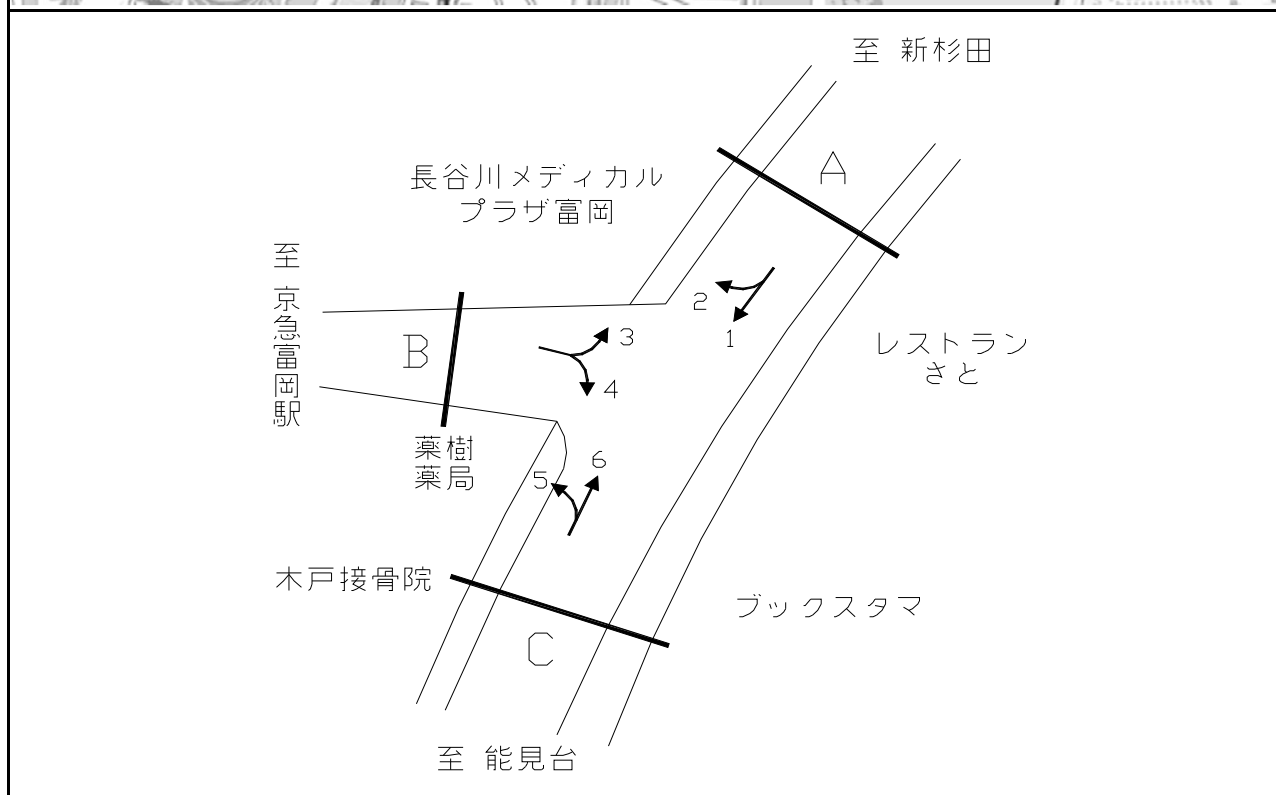 至 新杉田
A
長谷川メディカル
プラザ富岡
至 京急富岡駅
2
1
B
3
4
レストラン
さと
薬樹
薬局
6
5
木戸接骨院
ブックスタマ
C
至 能見台